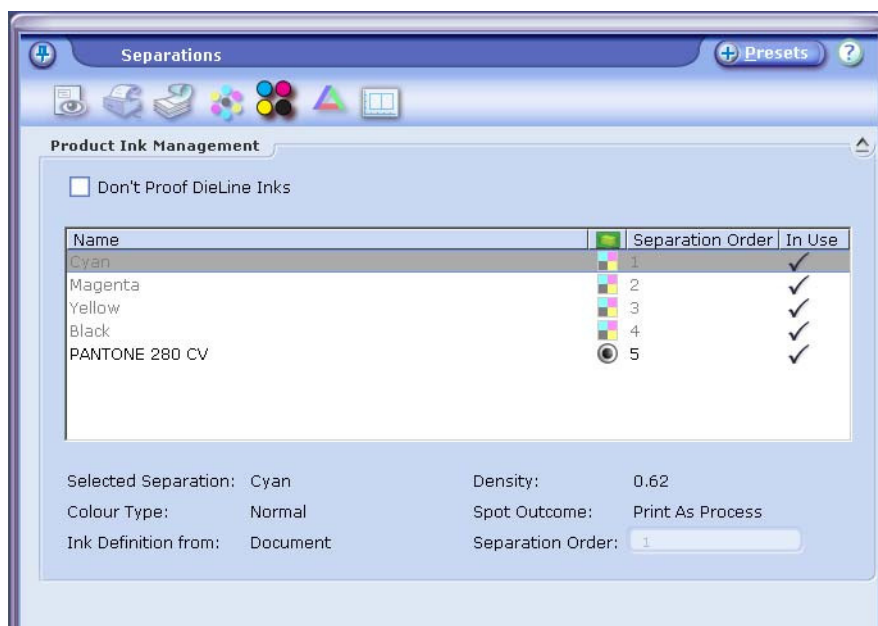 Separations
Presets
?
Product Ink Management
Don't Proof DieLine Inks
Name Separation Order In Use
Cyan 1
Magenta 2
Yellow 3
Black 4
PANTONE 280 CV 5
Selected Separation: Cyan Density: 0.62
Colour Type: Normal Spot Outcome: Print As Process
Ink Definition from: Document Separation Order: 1